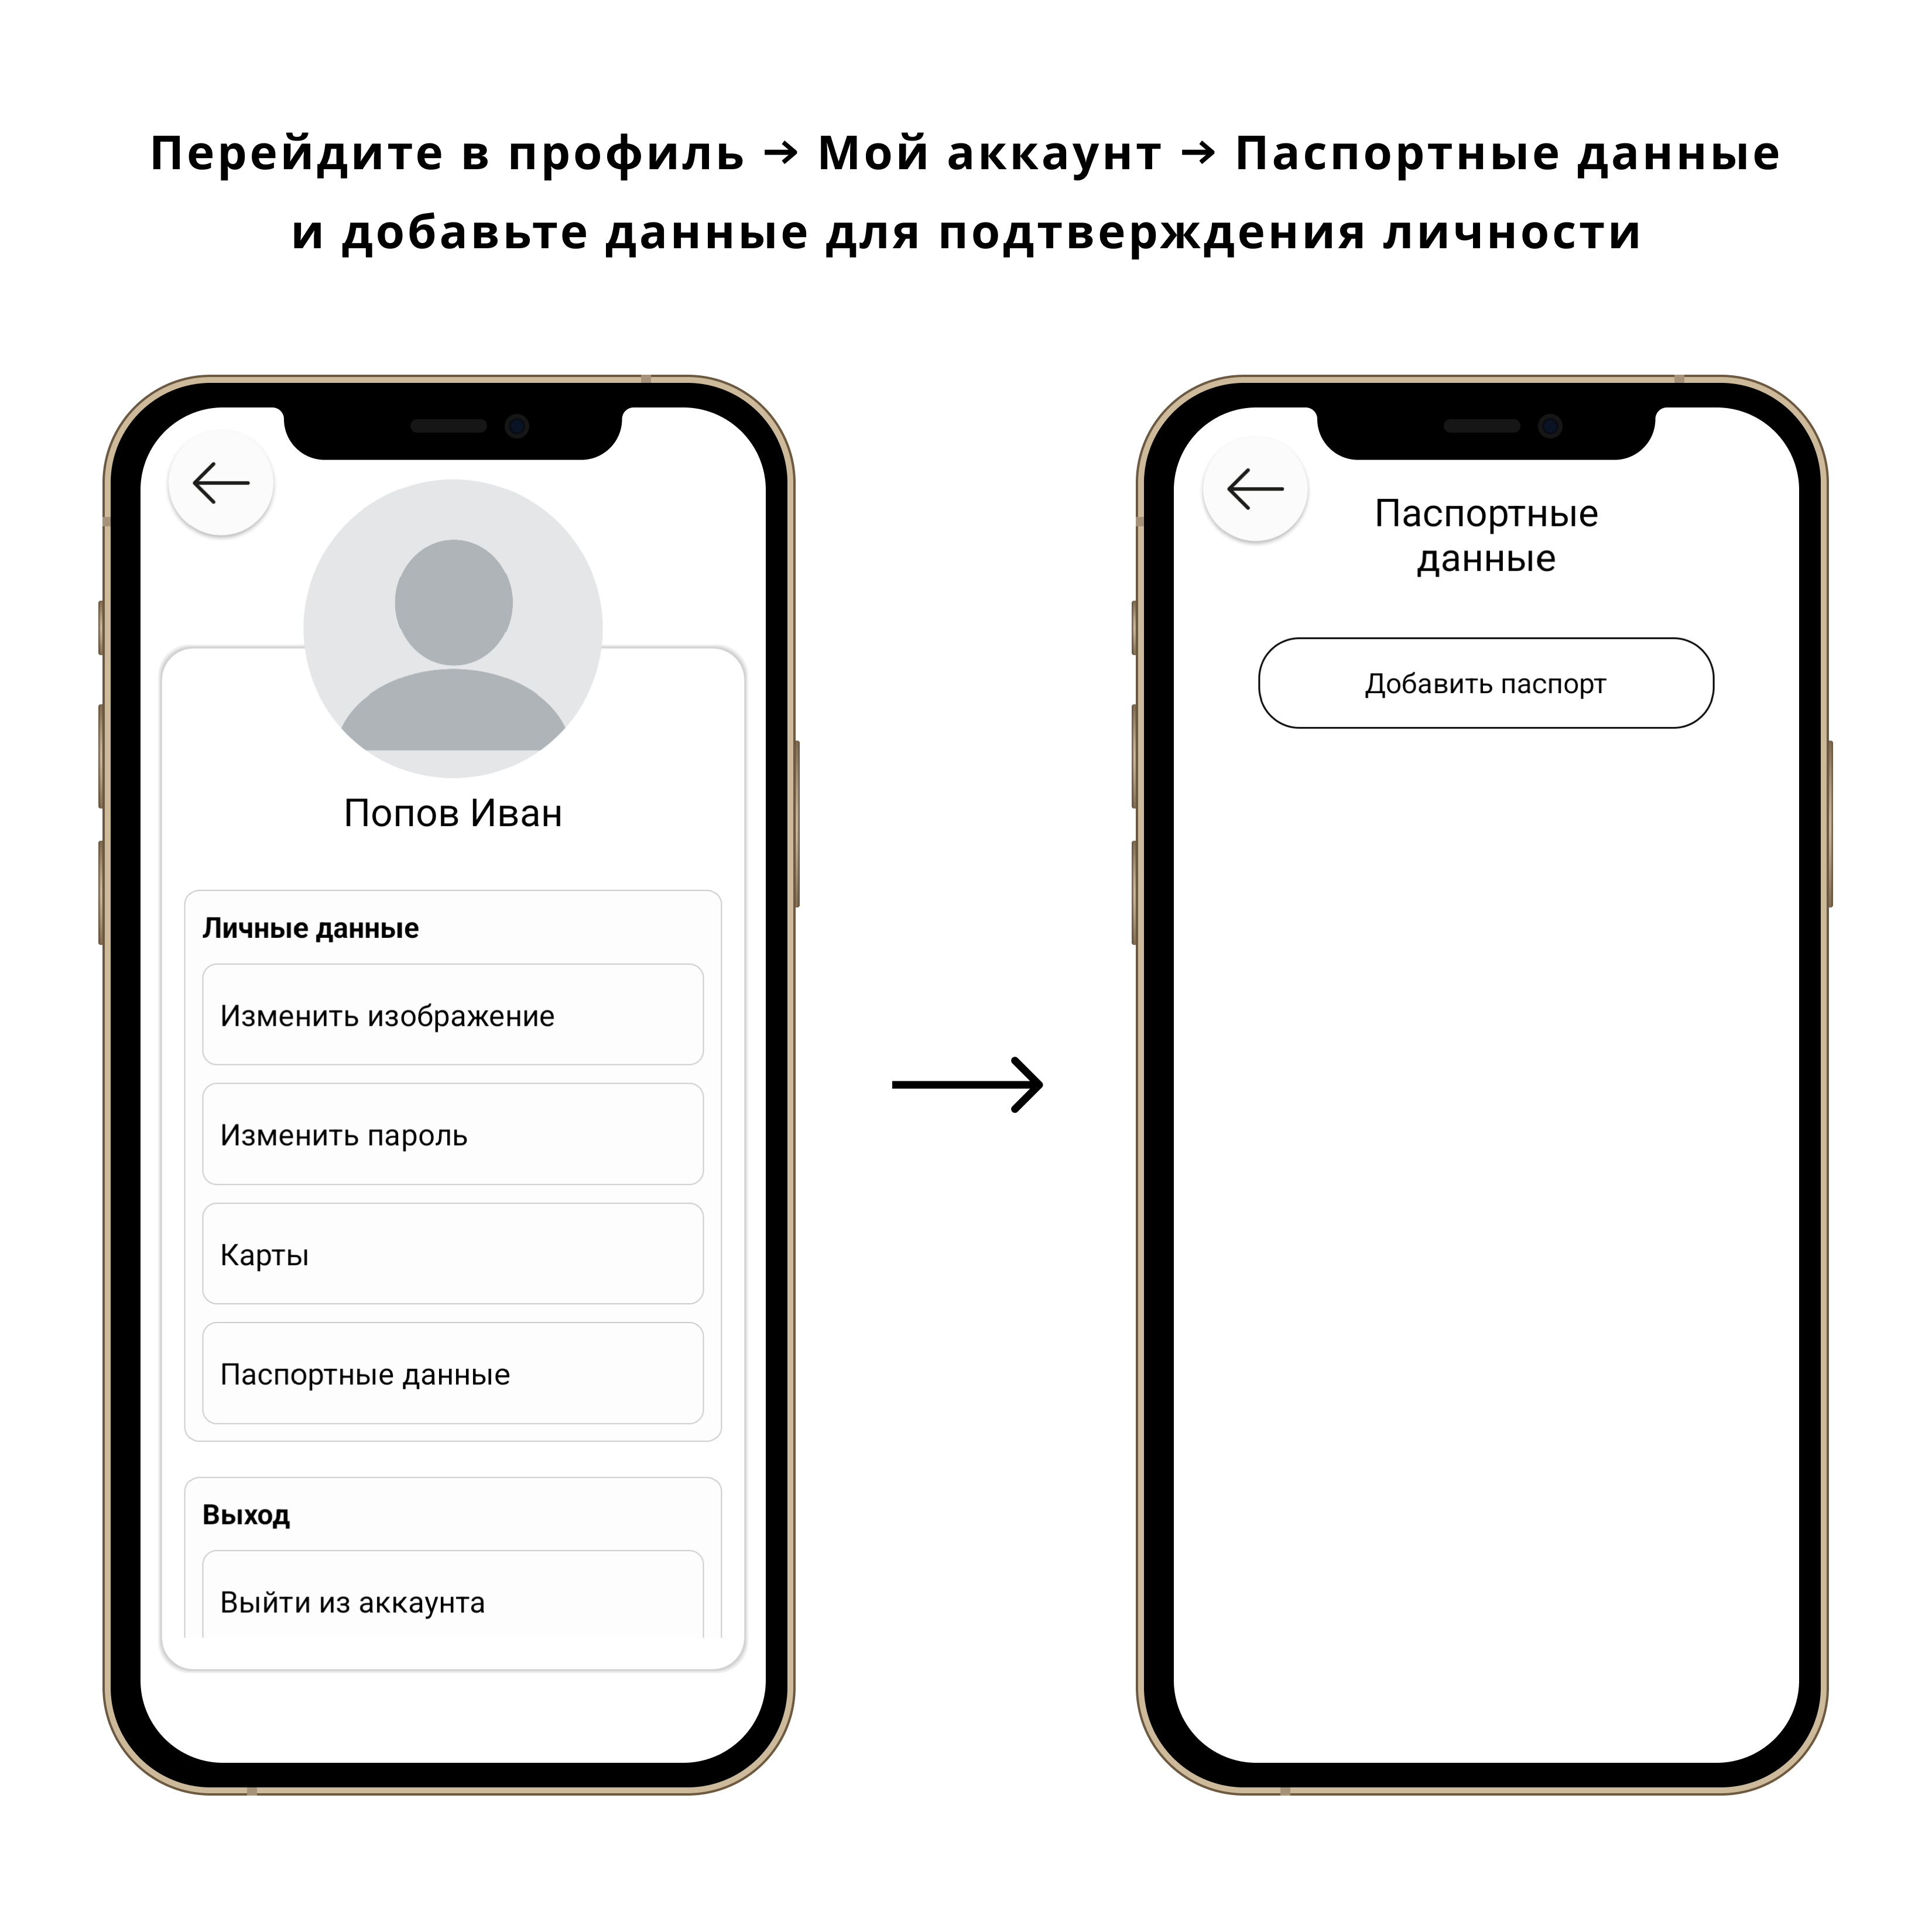 Перейдите в профиль → Мой аккаунт → Паспортные данные
и добавьте данные для подтверждения личности
Попов Иван
Личные данные
Изменить изображение
Изменить пароль
Карты
Паспортные данные
Выход
Выйти из аккаунта
Паспортные
данные
Добавить паспорт